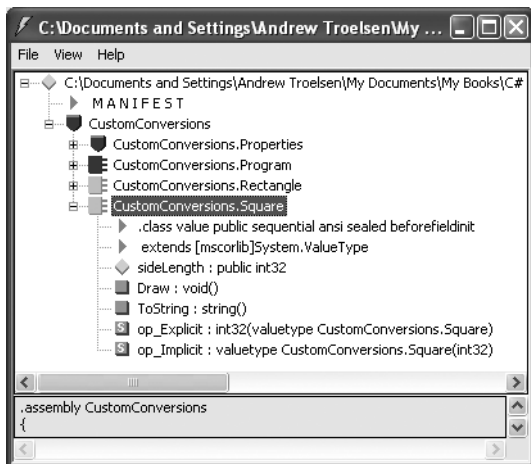 C:\Documents and Settings\Andrew Troelsen\My ...
File View Help
C:\Documents and Settings\Andrew Troelsen\My Documents\My Books\C#
MANIFEST
CustomConversions
CustomConversions.Properties
CustomConversions.Program
CustomConversions.Rectangle
CustomConversions.Square
.class value public sequential ansi sealed beforefieldinit
extends [mscorlib]System.ValueType
sideLength : public int32
Draw : void()
ToString : string()
S op_Explicit : int32(valuetype CustomConversions.Square)
S op_Implicit : valuetype CustomConversions.Square(int32)
.assembly CustomConversions
{